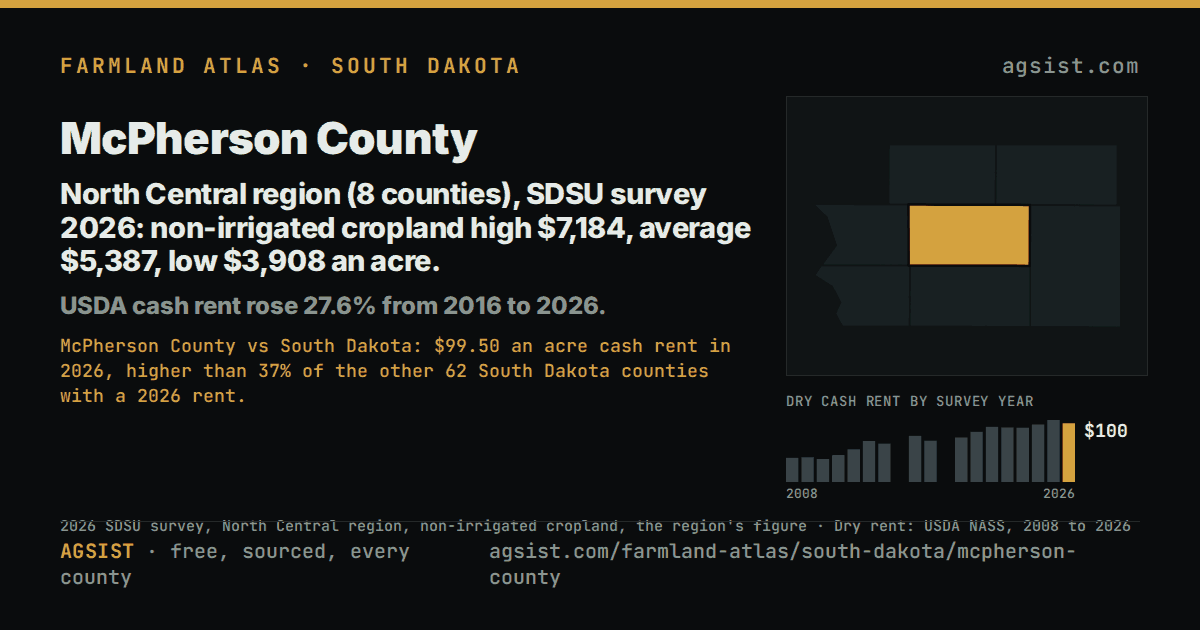 FARMLAND ATLAS · SOUTH DAKOTA
agsist.com
McPherson County
North Central region (8 counties), SDSU survey
2026: non-irrigated cropland high $7,184, average
$5,387, low $3,908 an acre.
USDA cash rent rose 27.6% from 2016 to 2026.
McPherson County vs South Dakota: $99.50 an acre cash rent in
2026, higher than 37% of the other 62 South Dakota counties
with a 2026 rent.
DRY CASH RENT BY SURVEY YEAR
$100
2008
2026
2026 SDSU survey, North Central region, non-irrigated cropland, the region's figure · Dry rent: USDA NASS, 2008 to 2026
AGSIST · free, sourced, every
county
agsist.com/farmland-atlas/south-dakota/mcpherson-
county